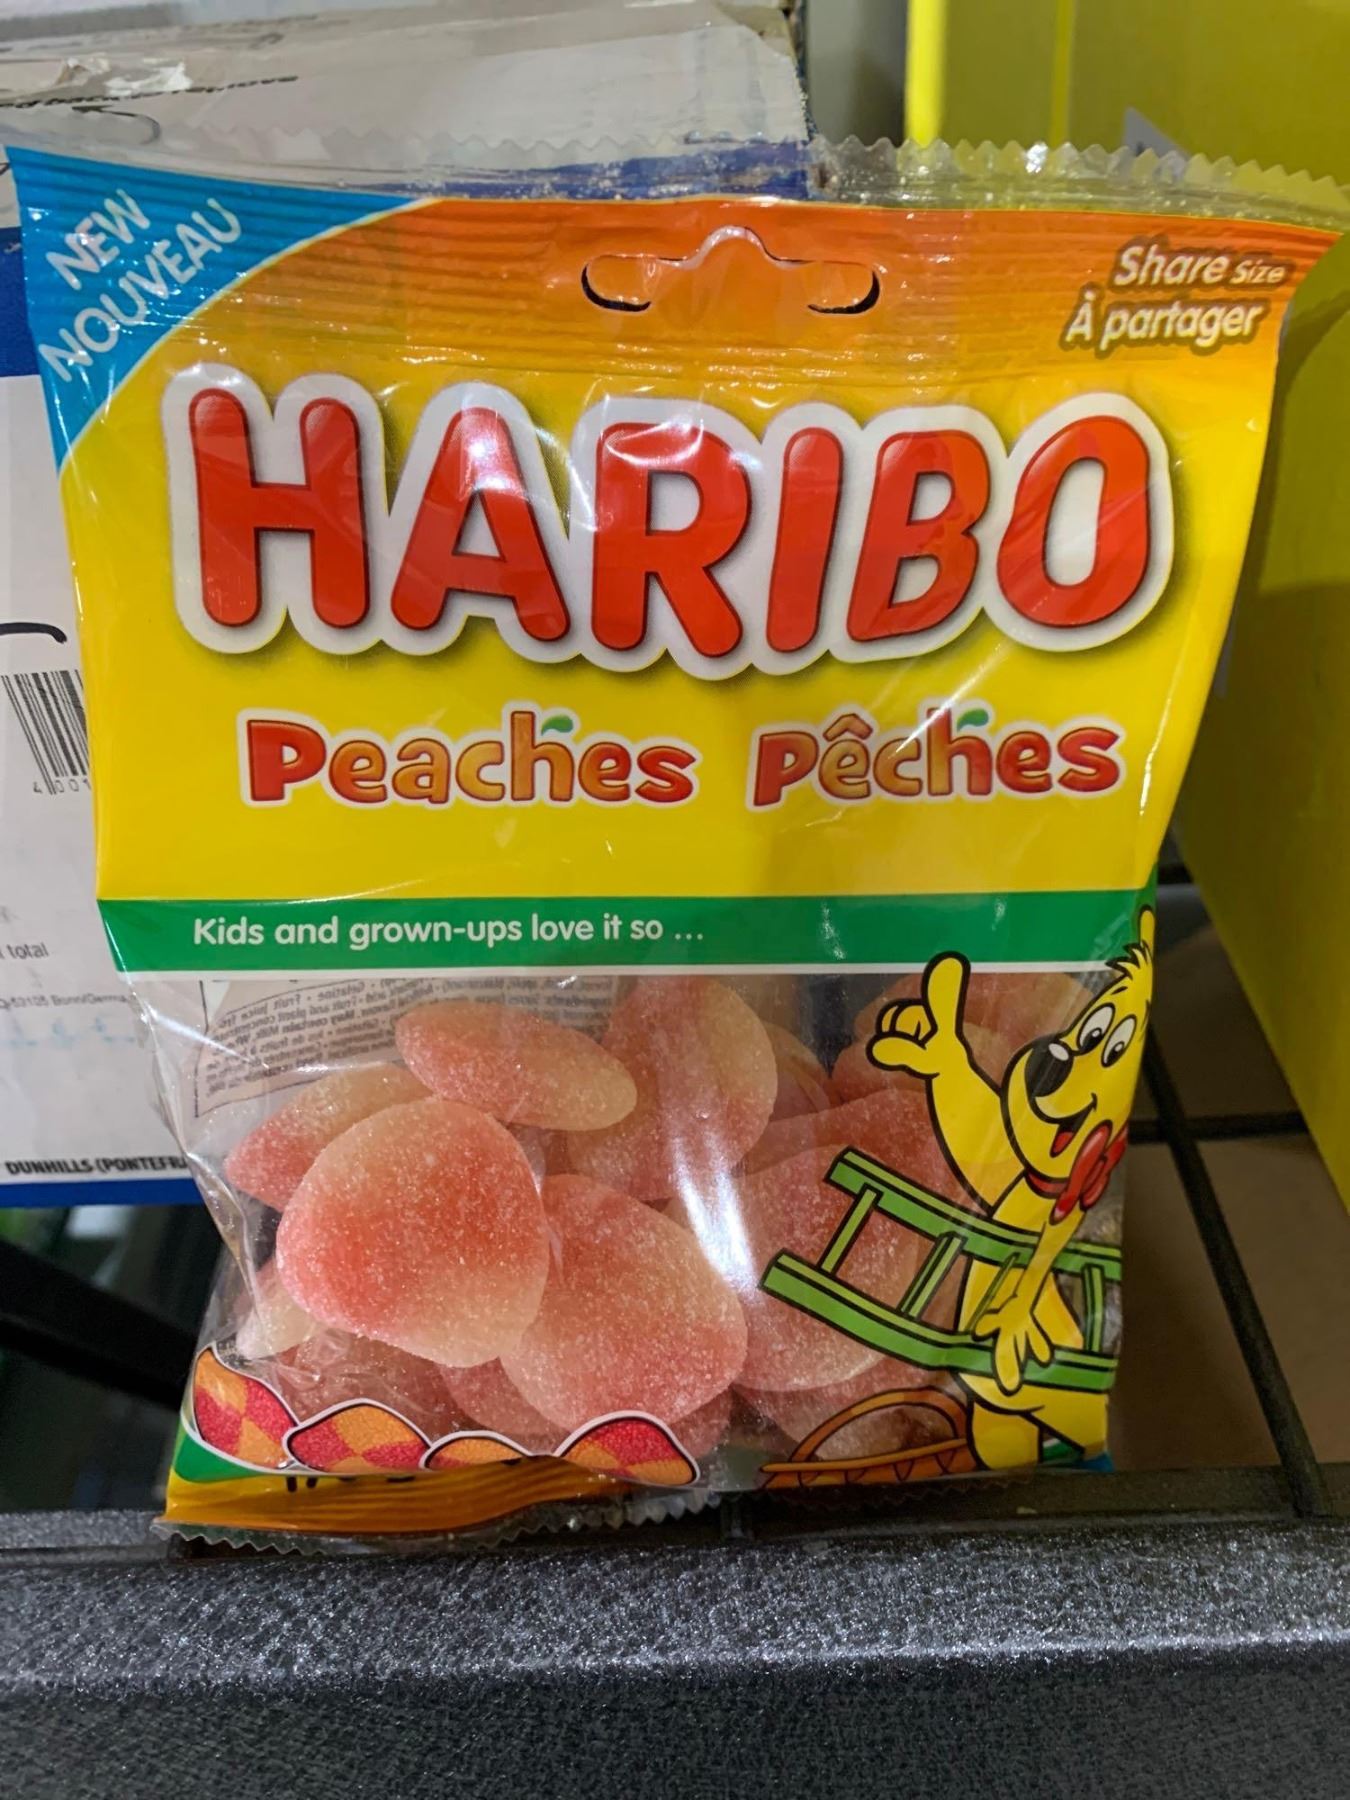 NEW
NOUVEAU
Share Size
À partager
HARIBO
Peaches Pêches
Kids and grown-ups love it so ...
total
DUNHILLS (PONTEFR